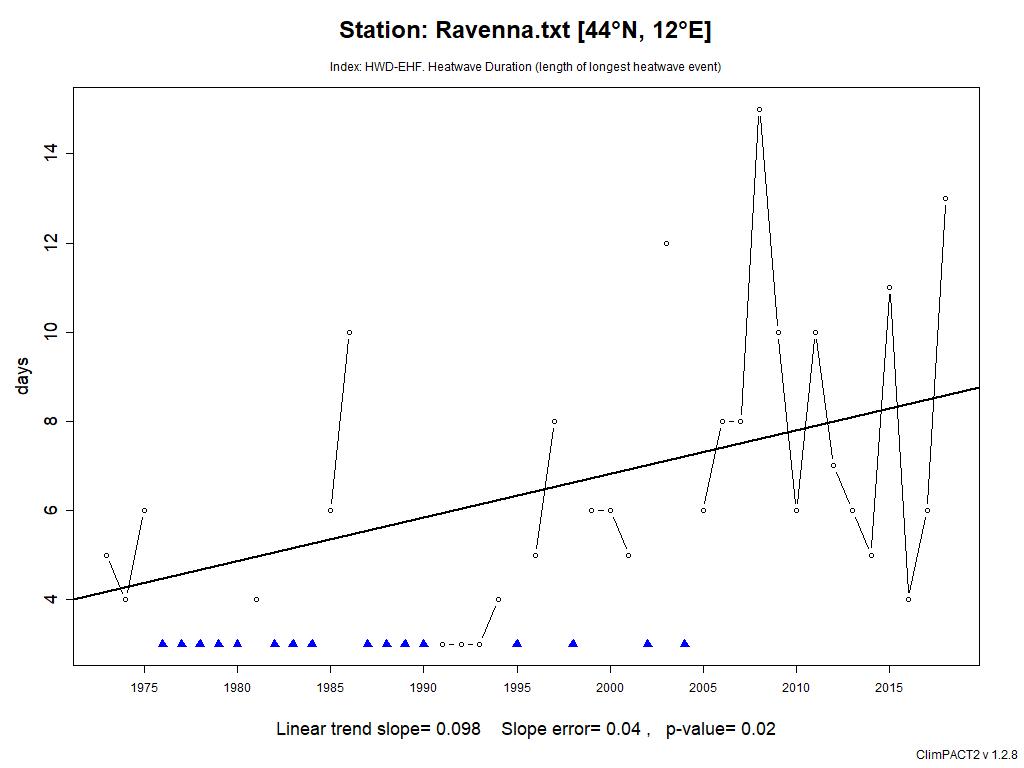 Station: Ravenna.txt [44°N, 12°E]
Index: HWD-EHF. Heatwave Duration (length of longest heatwave event)
14
12
10
8
6
4
days
1975 1980 1985 1990 1995 2000 2005 2010 2015
Linear trend slope= 0.098 Slope error= 0.04 , p-value= 0.02
ClimPACT2 v 1.2.8